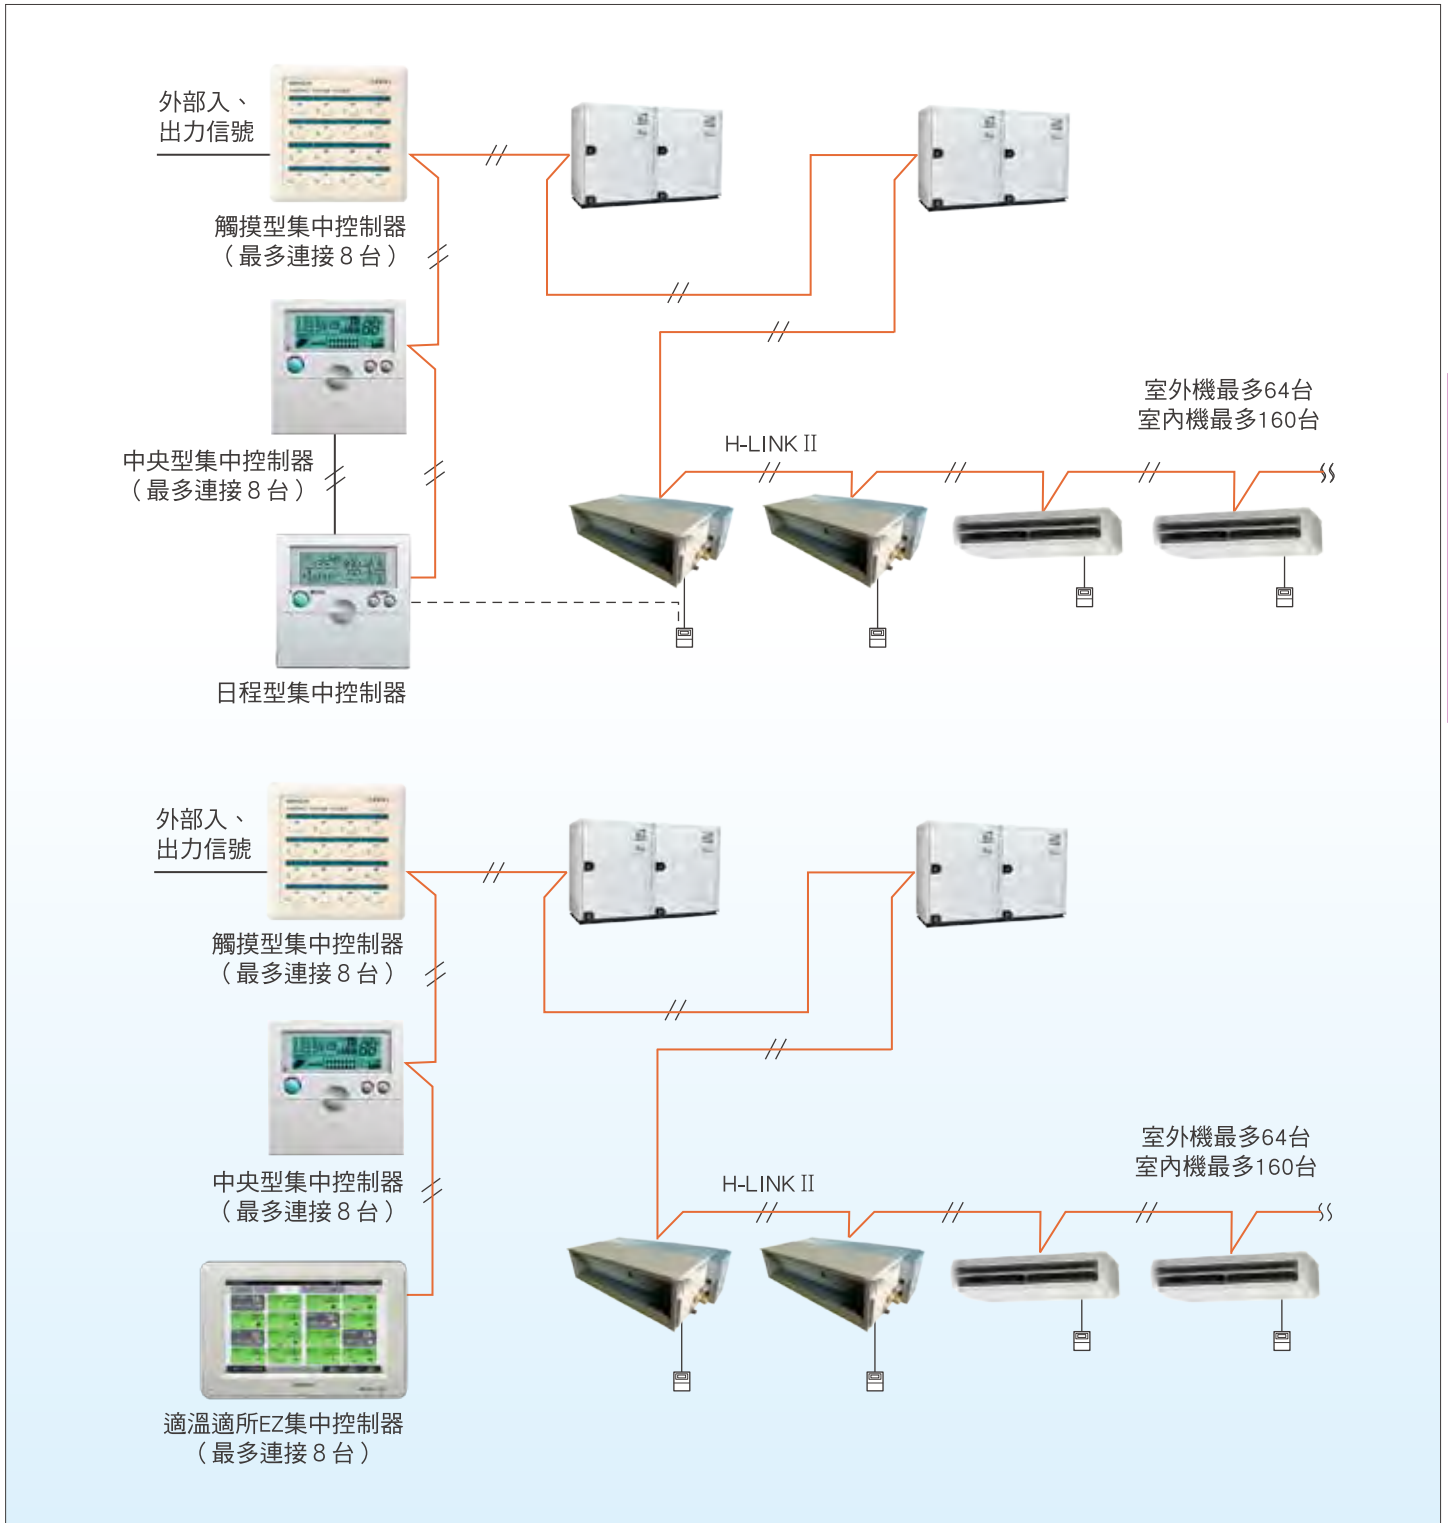 外部入、
出力信號
觸摸型集中控制器
（最多連接８台）
中央型集中控制器
（最多連接８台）
日程型集中控制器
H-LINK II
室外機最多64台
室內機最多160台
外部入、
出力信號
觸摸型集中控制器
（最多連接８台）
中央型集中控制器
（最多連接８台）
適溫適所EZ集中控制器
（最多連接８台）
H-LINK II
室外機最多64台
室內機最多160台